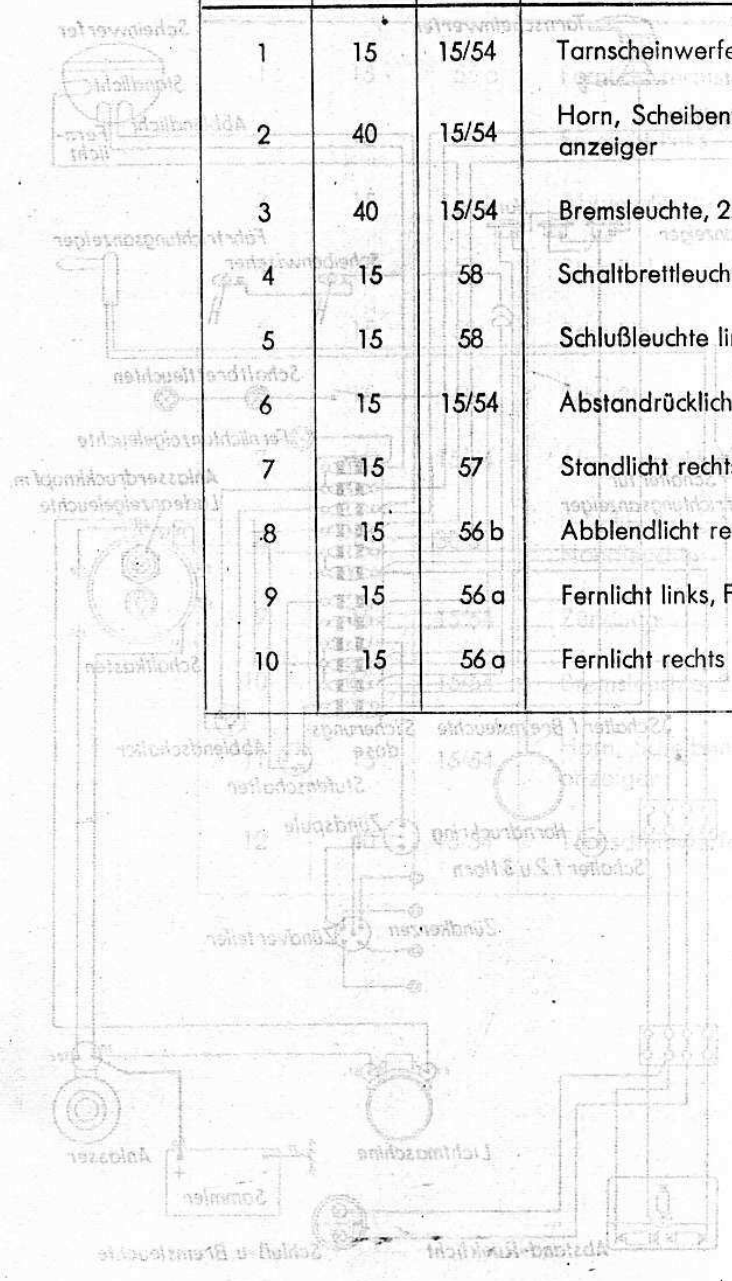 1 15 15/54 Tarnscheinwerfe
2 40 15/54 Horn, Scheiben
anzeiger
3 40 15/54 Bremsleuchte, 2
4 15 58 Schaltbrettleuch
5 15 58 Schlußleuchte li
6 15 15/54 Abstandrücklich
7 15 57 Standlicht rechts
8 15 56 b Abblendlicht re
9 15 56 a Fernlicht links, F
10 15 56 a Fernlicht rechts
Scheinwerfer
Tarnscheinwerfer
Standlicht
Abblendlicht
Fern-
licht
Fahrtrichtungsanzeiger
Scheibenwischer
Schaltbrettleuchten
Fernlichtanzeigeleuchte
Anlasserdruckknopf m.
Ladeanzeigeleuchte
Schaltkasten
Schalter f. Bremsleuchte
Sicherungs
dose
Abblendschalter
Stufenschalter
Zündspule
Horndruckring
Schalter f. 2. u. 3. Horn
Zündkerzen
Zündverteiler
Anlasser
Lichtmaschine
Sammler
Schluß- u. Bremsleuchte
Abstand-Rücklicht